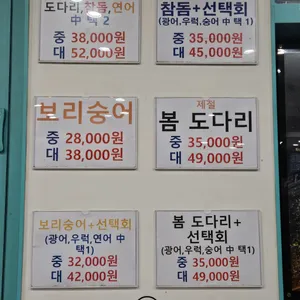 도다리,참돔,연어
中 택 2
중 38,000원
대 52,000원
참돔+선택회
(광어,우럭,숭어 中 택 1)
중 35,000원
대 45,000원
보리숭어
중 28,000원
대 38,000원
제철
봄 도다리
중 35,000원
대 49,000원
보리숭어+선택회
(광어,우럭,연어 中
택1)
중 32,000원
대 42,000원
봄 도다리+
선택회
(광어,우럭,숭어 中 택1)
중 35,000원
대 49,000원